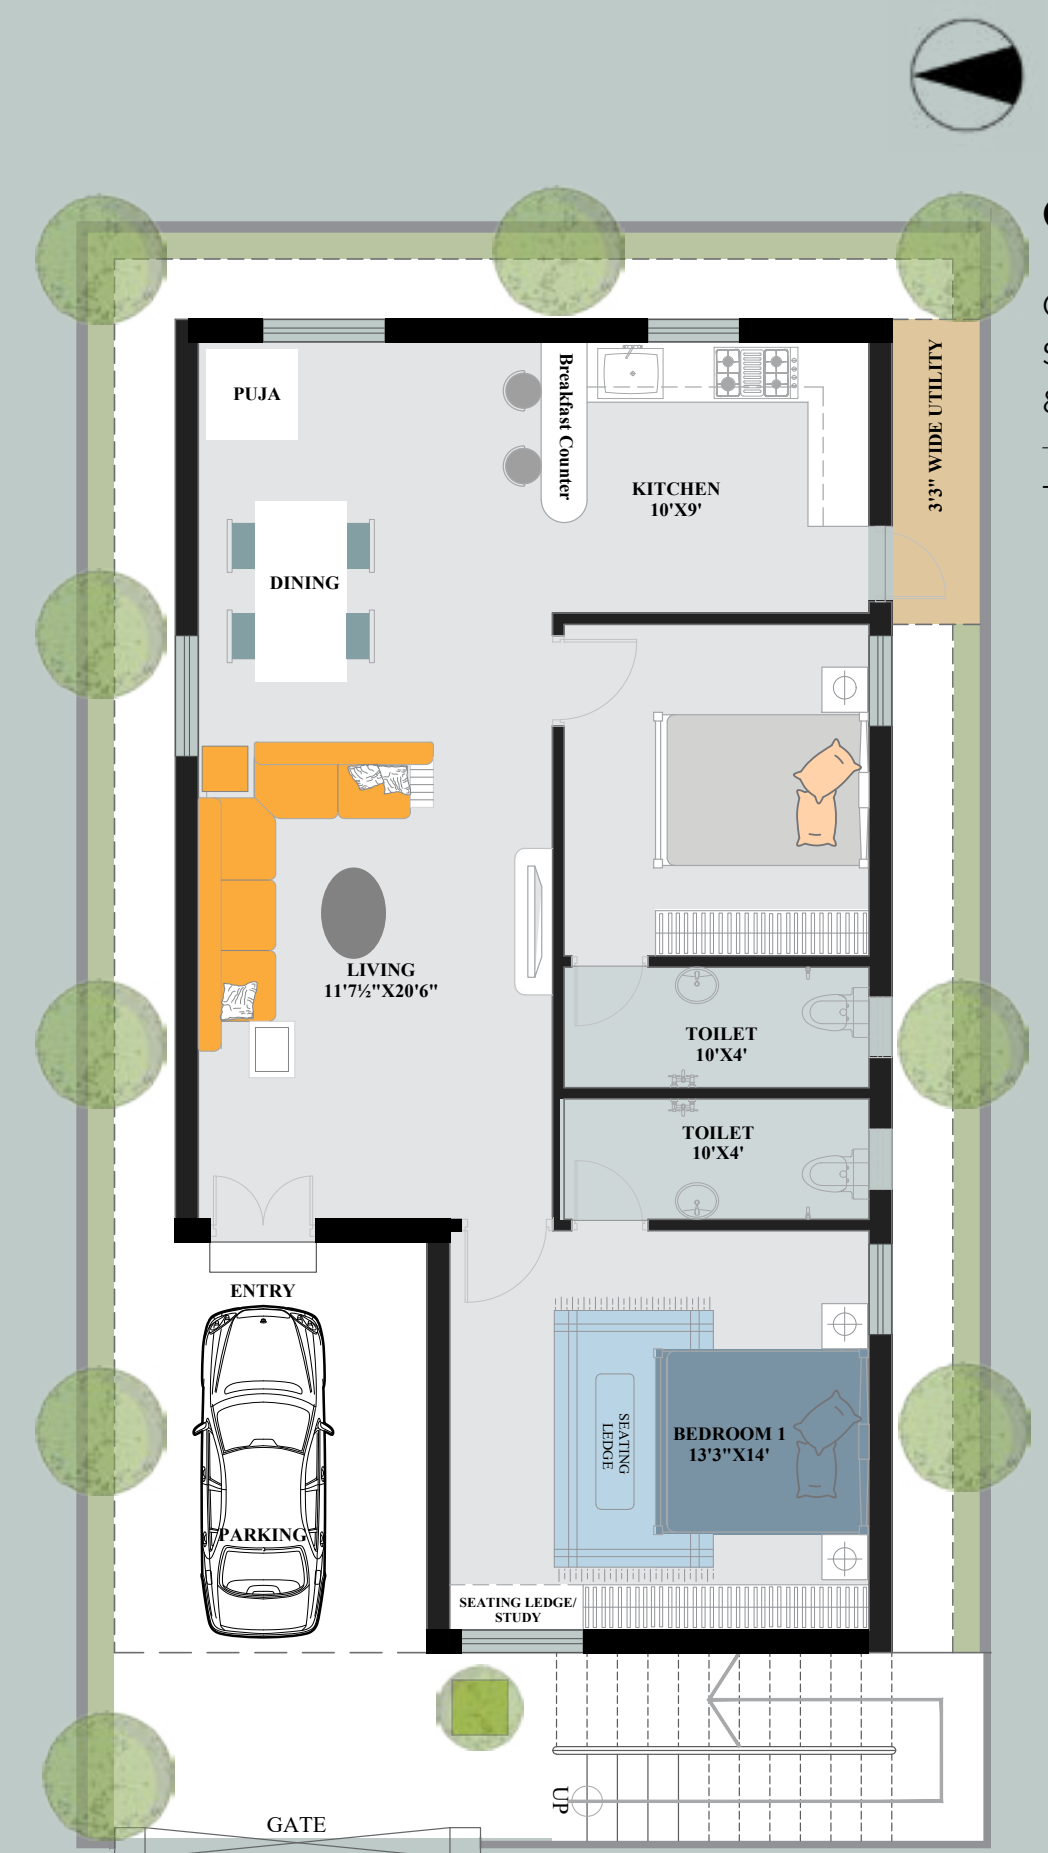 PUJA
Breakfast Counter
3'3" WIDE UTILITY
KITCHEN
10'X9'
DINING
LIVING
11'7½"X20'6"
TOILET
10'X4'
TOILET
10'X4'
ENTRY
SEATING
LEDGE
BEDROOM 1
13'3"X14'
PARKING
SEATING LEDGE/
STUDY
UP
GATE